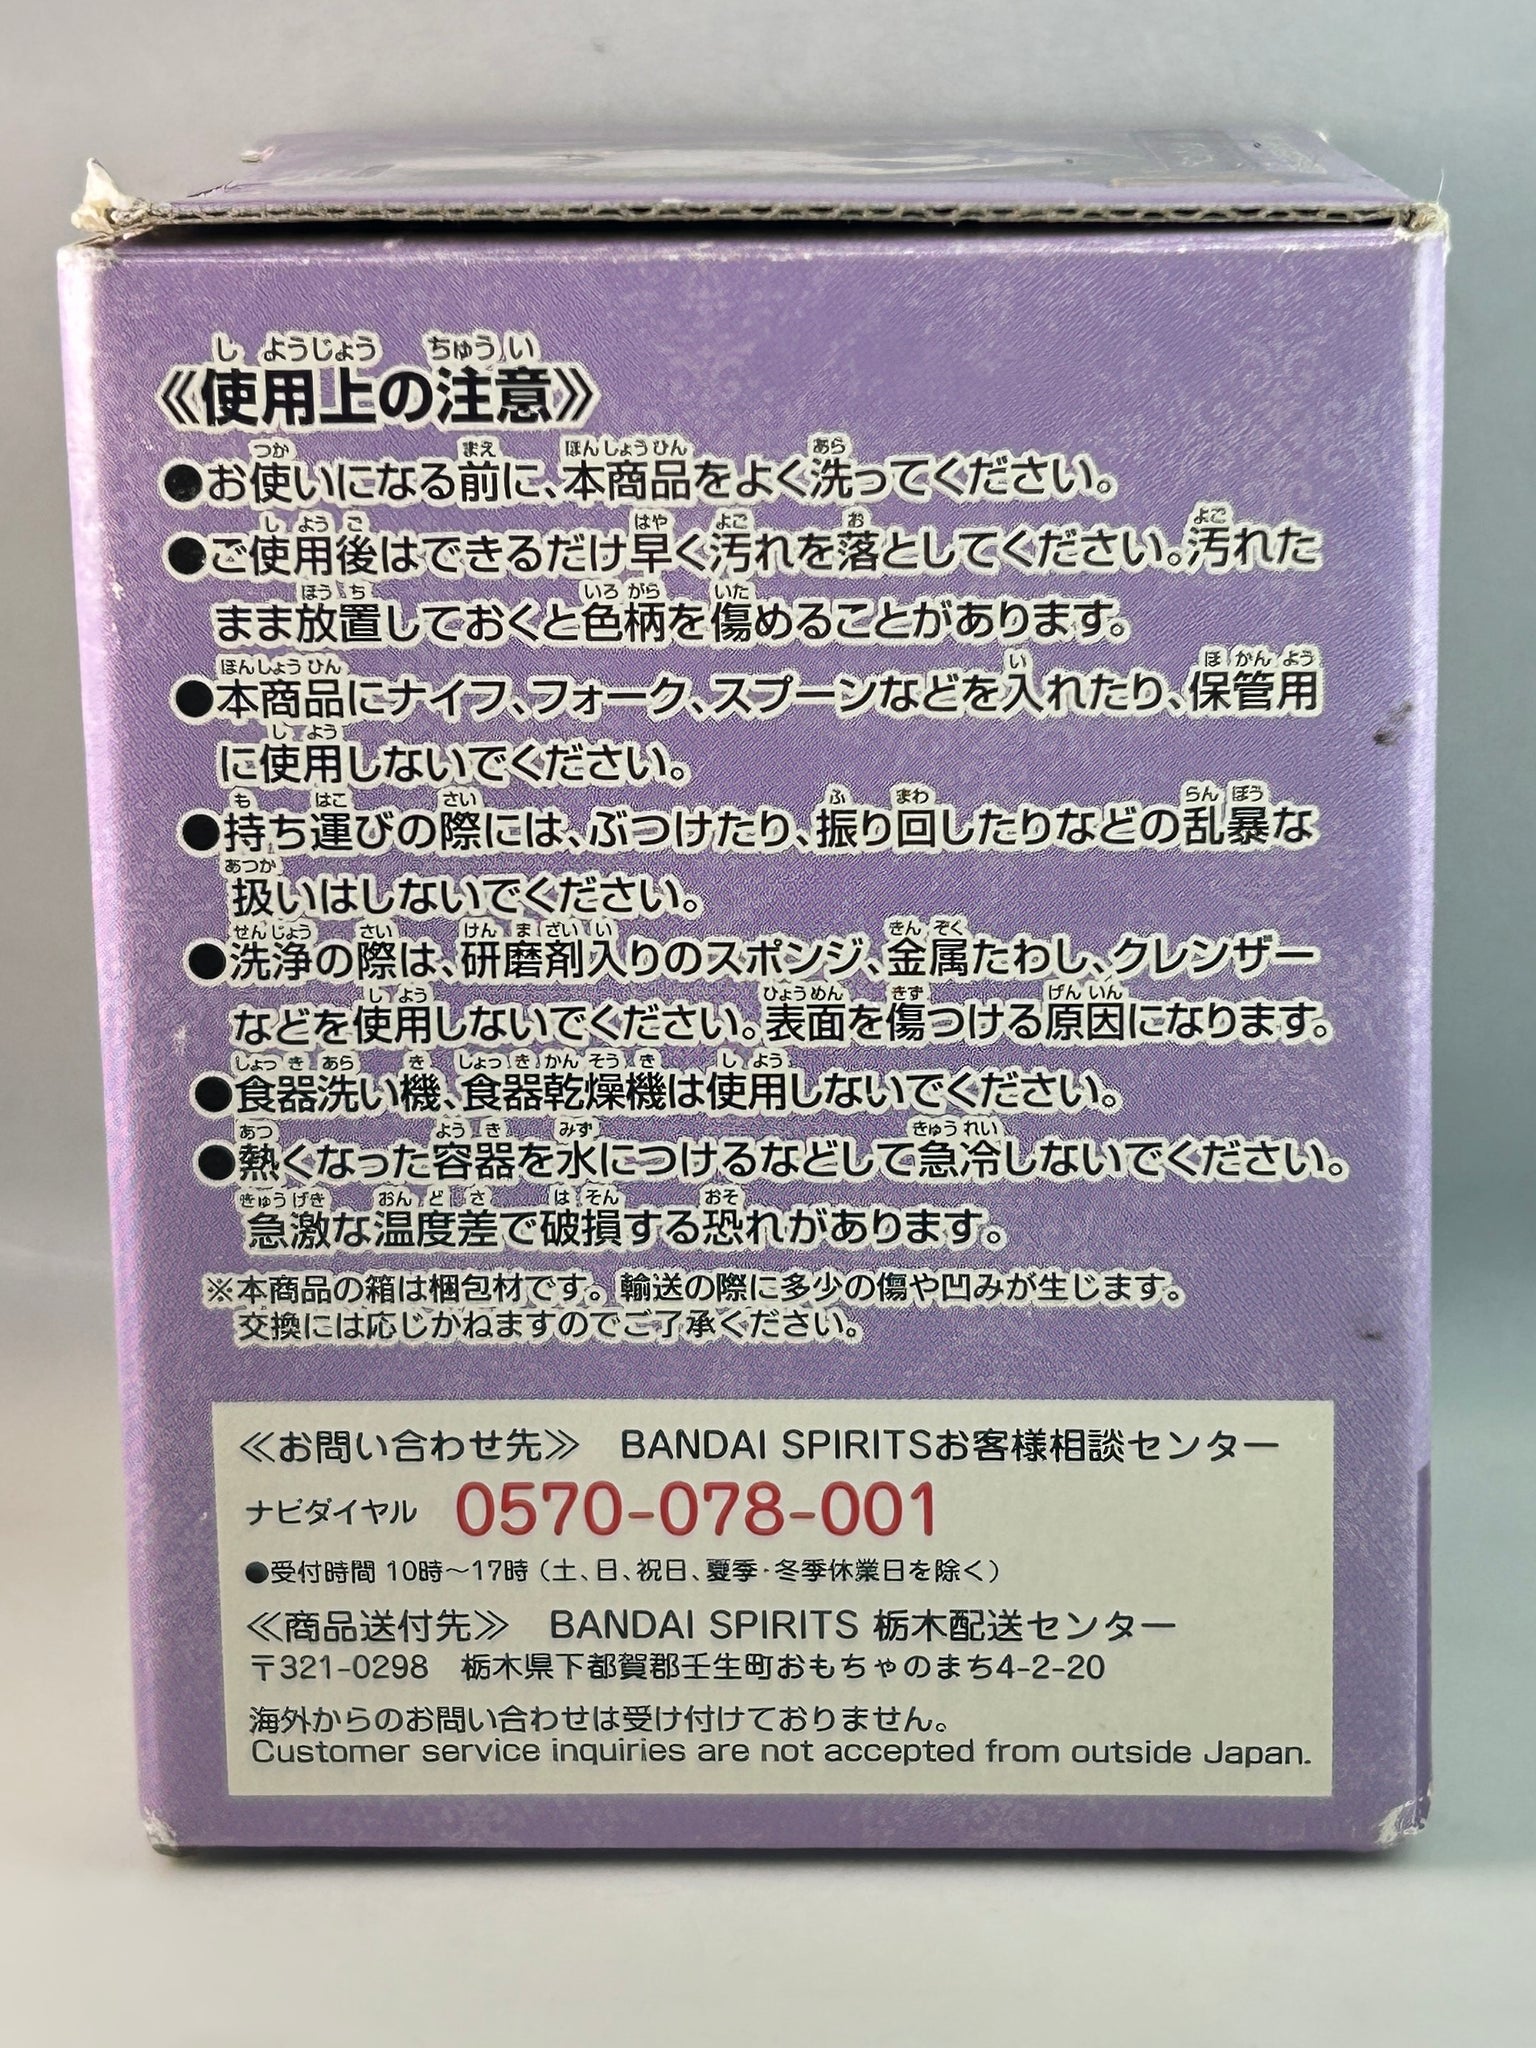 《使用上の注意》
●お使いになる前に、本商品をよく洗ってください。
●ご使用後はできるだけ早く汚れを落としてください。汚れた
まま放置しておくと色柄を傷めることがあります。
●本商品にナイフ、フォーク、スプーンなどを入れたり、保管用
に使用しないでください。
●持ち運びの際には、ぶつけたり、振り回したりなどの乱暴な
扱いはしないでください。
●洗浄の際は、研磨剤入りのスポンジ、金属たわし、クレンザー
などを使用しないでください。表面を傷つける原因になります。
●食器洗い機、食器乾燥機は使用しないでください。
●熱くなった容器を水につけるなどして急冷しないでください。
急激な温度差で破損する恐れがあります。
※本商品の箱は梱包材です。輸送の際に多少の傷や凹みが生じます。
交換には応じかねますのでご了承ください。
≪お問い合わせ先≫ BANDAI SPIRITSお客様相談センター
ナビダイヤル 0570-078-001
●受付時間 10時～17時（土、日、祝日、夏季・冬季休業日を除く）
≪商品送付先≫ BANDAI SPIRITS 栃木配送センター
〒321-0298 栃木県下都賀郡壬生町おもちゃのまち4-2-20
海外からのお問い合わせは受け付けておりません。
Customer service inquiries are not accepted from outside Japan.